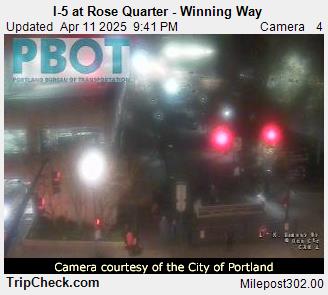 I-5 at Rose Quarter - Winning Way
Updated Apr 11 2025 9:41 PM Camera 4
PBOT
PORTLAND BUREAU OF TRANSPORTATION
Camera courtesy of the City of Portland
TripCheck.com Milepost302.00